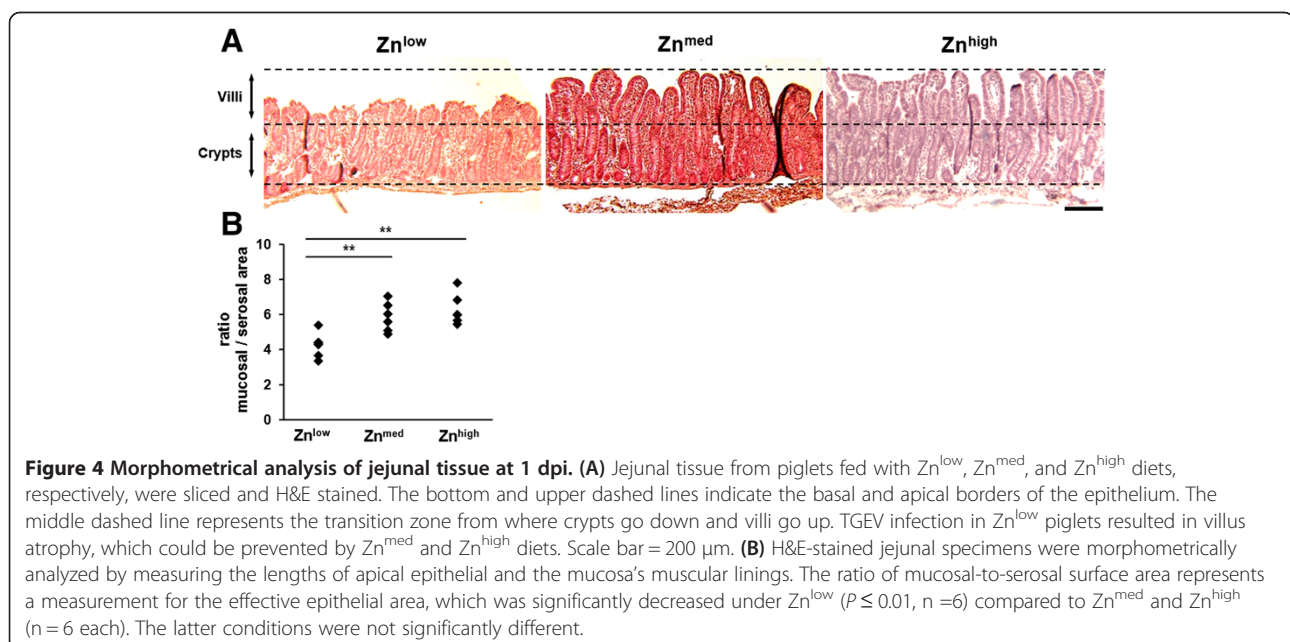 A
Zn^low Zn^med Zn^high
Villi
Crypts
B
** 
**
10
8
6
4
2
0
ratio
mucosal / serosal area
Zn^low Zn^med Zn^high
Figure 4 Morphometrical analysis of jejunal tissue at 1 dpi. (A) Jejunal tissue from piglets fed with Zn^low, Zn^med, and Zn^high diets,
respectively, were sliced and H&E stained. The bottom and upper dashed lines indicate the basal and apical borders of the epithelium. The
middle dashed line represents the transition zone from where crypts go down and villi go up. TGEV infection in Zn^low piglets resulted in villus
atrophy, which could be prevented by Zn^med and Zn^high diets. Scale bar = 200 μm. (B) H&E-stained jejunal specimens were morphometrically
analyzed by measuring the lengths of apical epithelial and the mucosa's muscular linings. The ratio of mucosal-to-serosal surface area represents
a measurement for the effective epithelial area, which was significantly decreased under Zn^low (P ≤ 0.01, n =6) compared to Zn^med and Zn^high
(n = 6 each). The latter conditions were not significantly different.